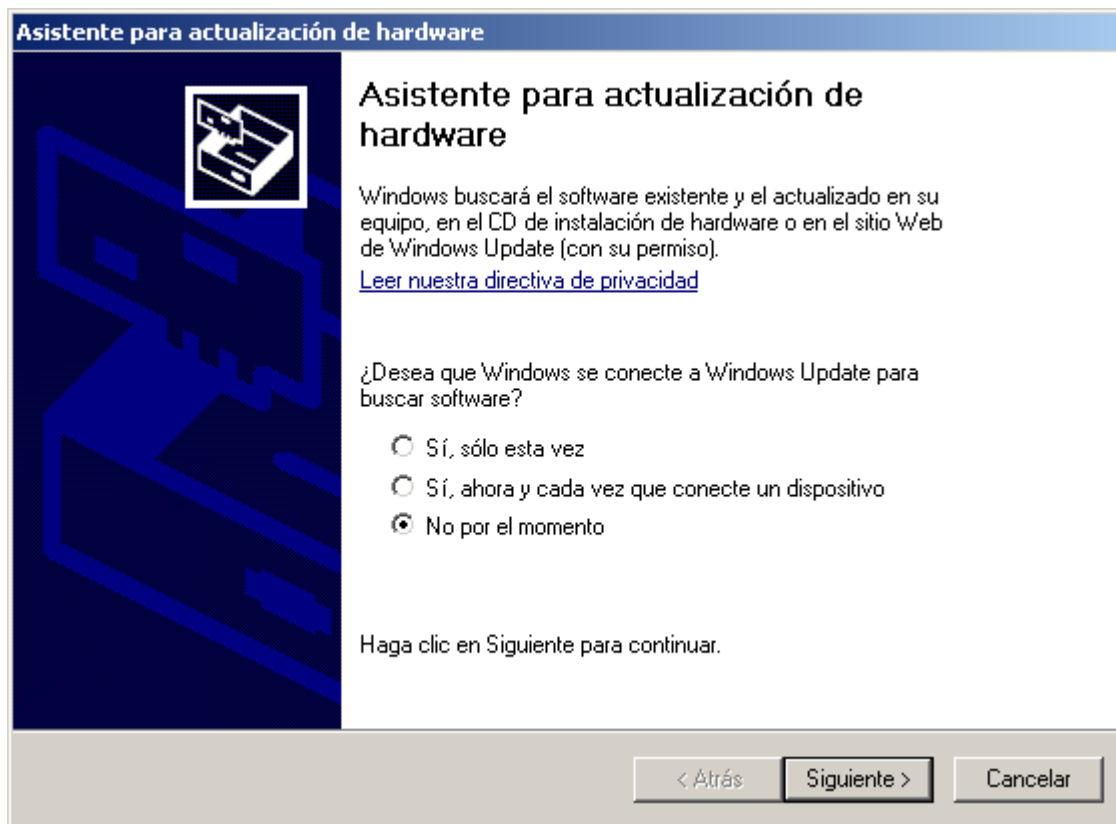 Asistente para actualización de hardware
Asistente para actualización de
hardware
Windows buscará el software existente y el actualizado en su
equipo, en el CD de instalación de hardware o en el sitio Web
de Windows Update (con su permiso).
Leer nuestra directiva de privacidad
¿Desea que Windows se conecte a Windows Update para
buscar software?
Sí, sólo esta vez
Sí, ahora y cada vez que conecte un dispositivo
No por el momento
Haga clic en Siguiente para continuar.
< Atrás Siguiente > Cancelar